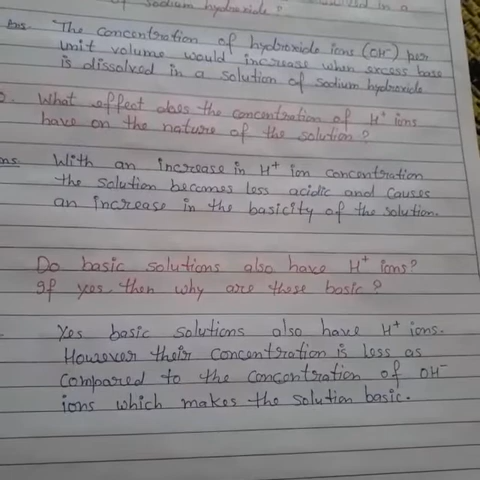 of sodium hydroxide?
in a
Ans. The concentration of hydroxide ions (OH⁻) per
unit volume would increase when excess base
is dissolved in a solution of sodium hydroxide
What effect does the concentration of H⁺ ions
have on the nature of the solution?
Ans. With an increase in H⁺ ion concentration
the solution becomes less acidic and causes
an increase in the basicity of the solution.
Do basic solutions also have H⁺ ions?
If yes, then why are these basic?
Yes basic solutions also have H⁺ ions.
However their concentration is less as
compared to the concentration of OH⁻
ions which makes the solution basic.